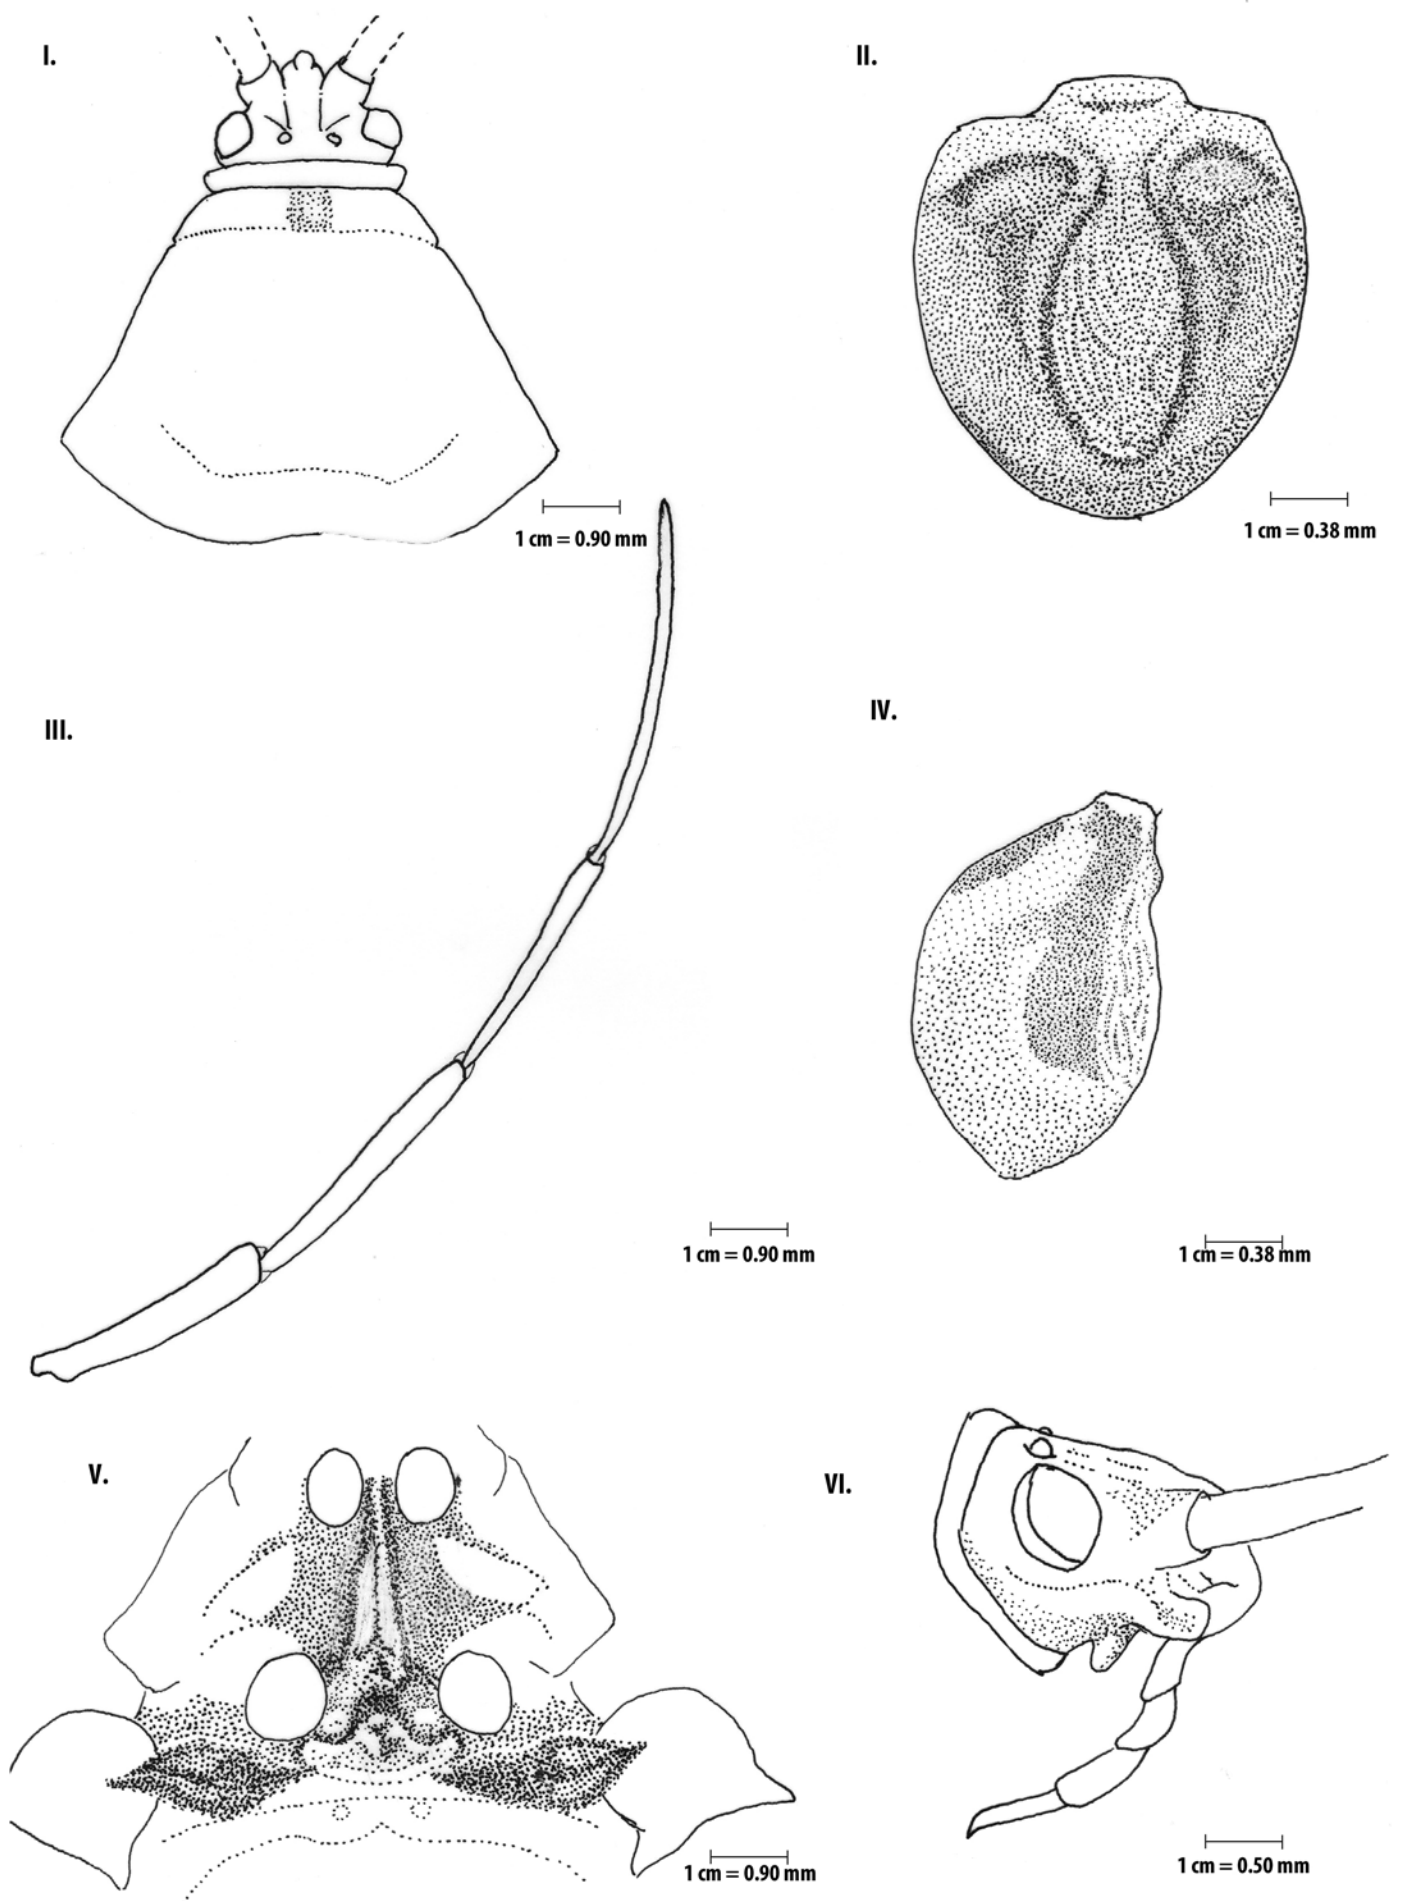 I.
II.
1 cm = 0.90 mm
1 cm = 0.38 mm
III.
IV.
1 cm = 0.90 mm
1 cm = 0.38 mm
V.
VI.
1 cm = 0.90 mm
1 cm = 0.50 mm